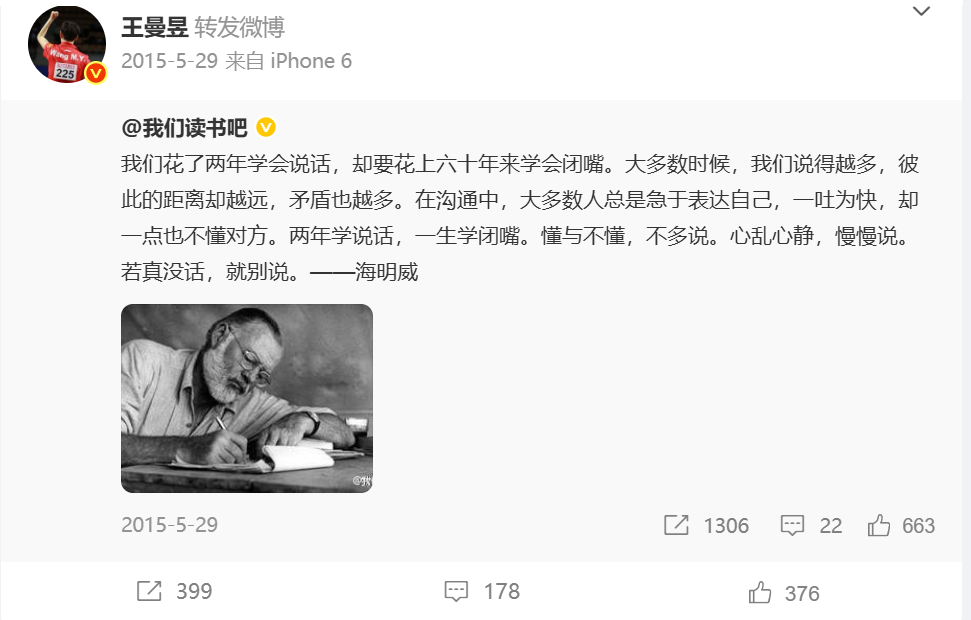 王曼昱 转发微博
2015-5-29 来自 iPhone 6
Wang M.Y.
225
@我们读书吧
我们花了两年学会说话，却要花上六十年来学会闭嘴。大多数时候，我们说得越多，彼
此的距离却越远，矛盾也越多。在沟通中，大多数人总是急于表达自己，一吐为快，却
一点也不懂对方。两年学说话，一生学闭嘴。懂与不懂，不多说。心乱心静，慢慢说。
若真没话，就别说。——海明威
2015-5-29 1306 22 663
399 178 376